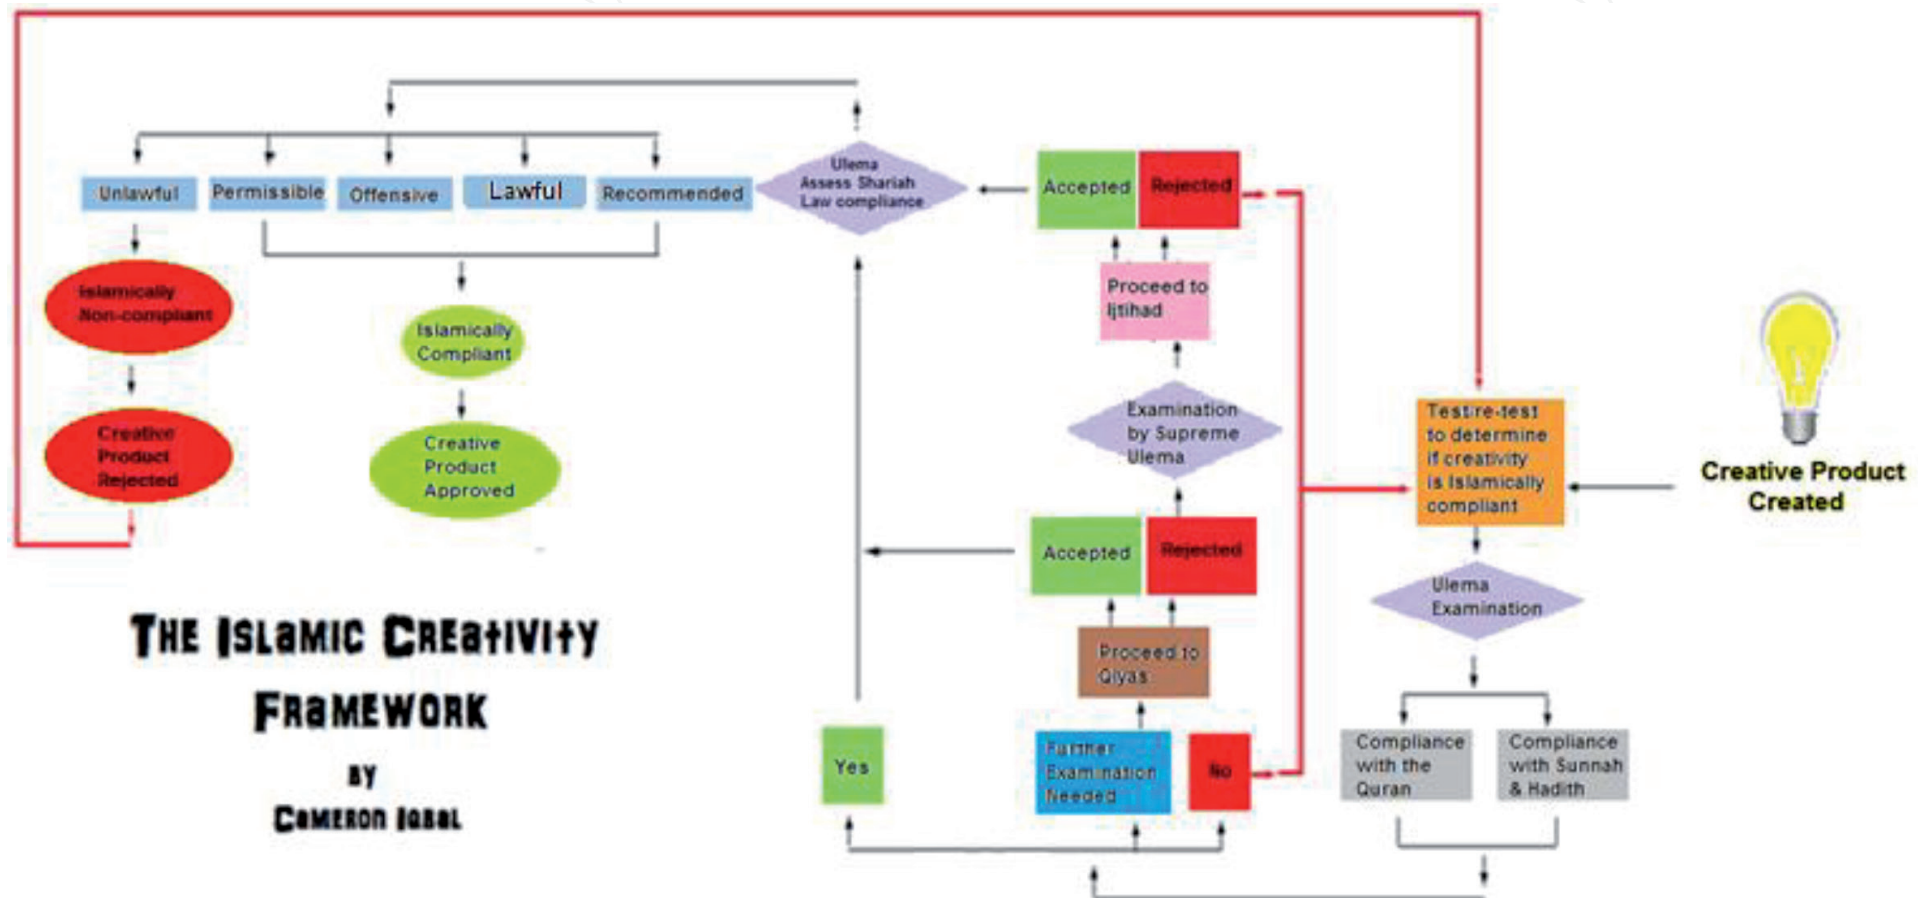 Unlawful
Permissible
Offensive
Lawful
Recommended
Ulema
Assess Shariah
Law compliance
Accepted
Rejected
Islamically
Non-compliant
Islamically
Compliant
Proceed to
Ijtihad
Creative
Product
Rejected
Creative
Product
Approved
Examination
by Supreme
Ulema
Test/re-test
to determine
if creativity
is Islamically
compliant
Creative Product
Created
Accepted
Rejected
Ulema
Examination
Proceed to
Qiyas
Yes
Further
Examination
Needed
No
Compliance
with the
Quran
Compliance
with Sunnah
& Hadith
The Islamic Creativity
Framework
by
Cameron Iqbal